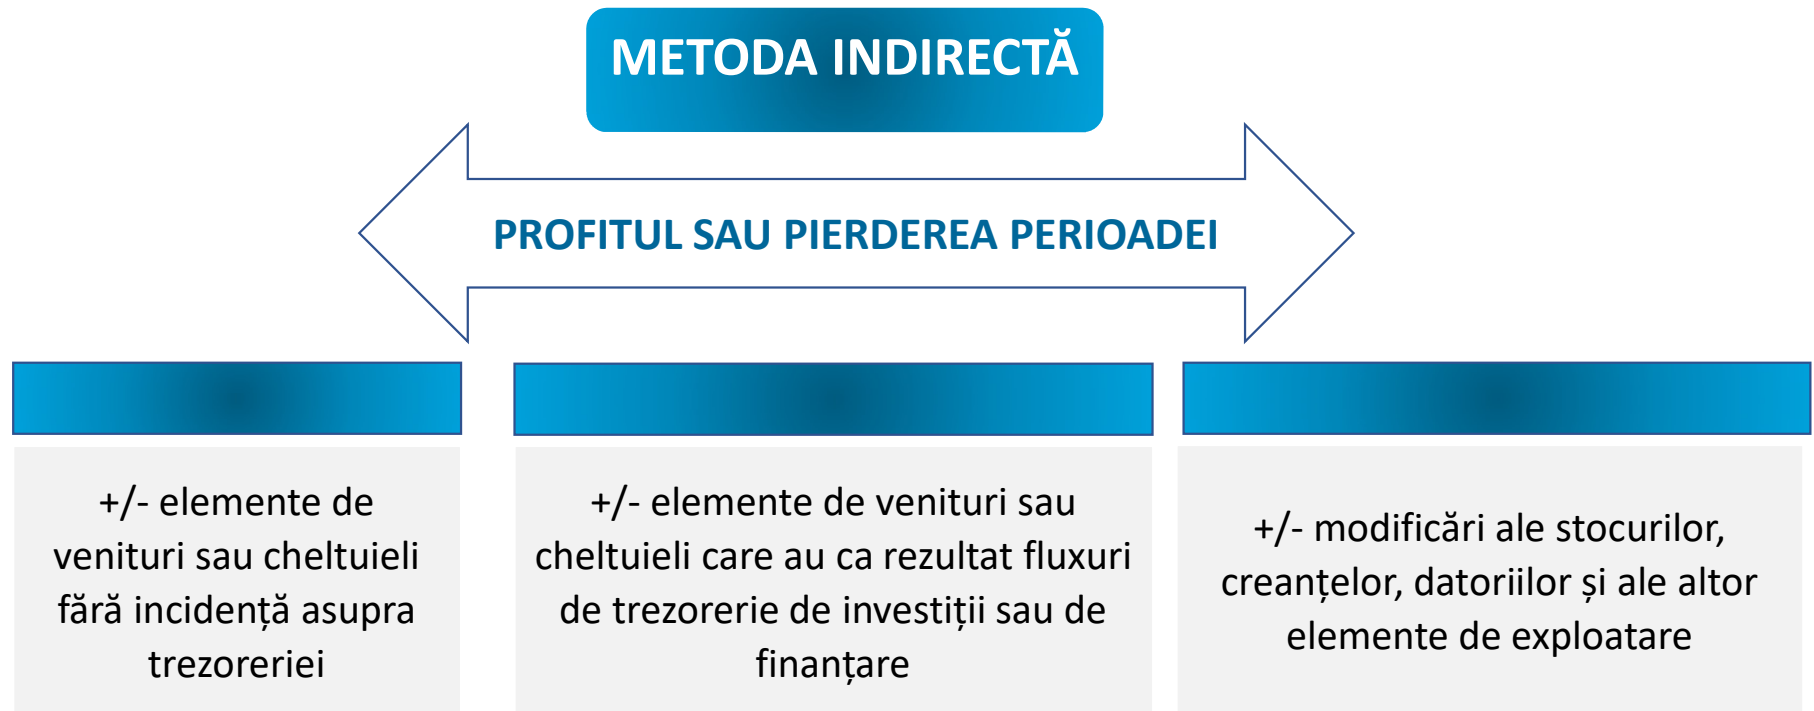 METODA INDIRECTĂ
PROFITUL SAU PIERDEREA PERIOADEI
+/- elemente de
venituri sau cheltuieli
fără incidență asupra
trezoreriei
+/- elemente de venituri sau
cheltuieli care au ca rezultat fluxuri
de trezorerie de investiții sau de
finanțare
+/- modificări ale stocurilor,
creanțelor, datoriilor și ale altor
elemente de exploatare